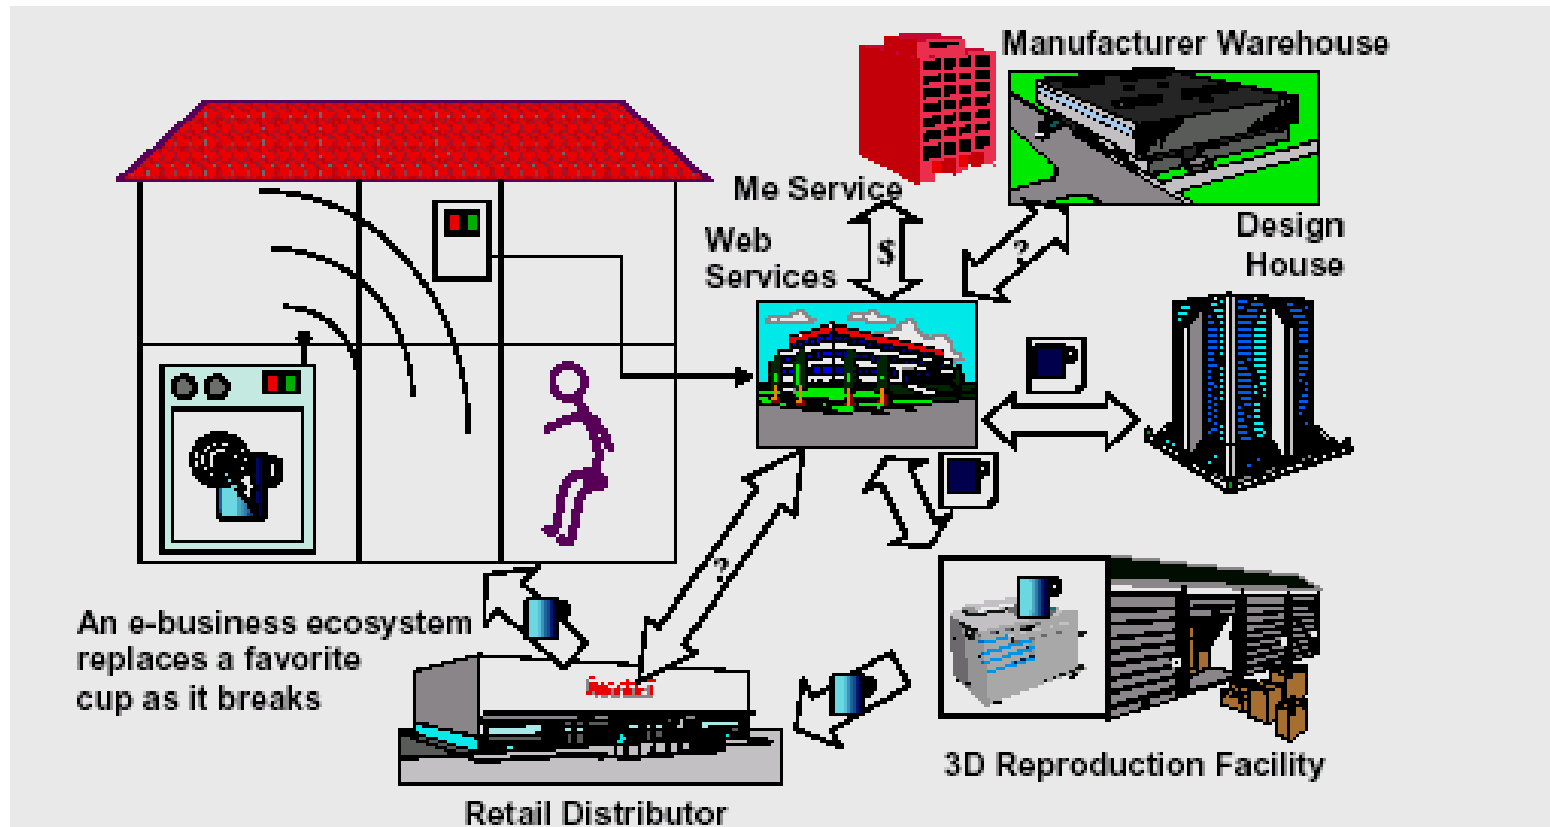 Manufacturer Warehouse
Me Service
$
?
Web
Services
Design
House
?
An e-business ecosystem
replaces a favorite
cup as it breaks
3D Reproduction Facility
Retail Distributor